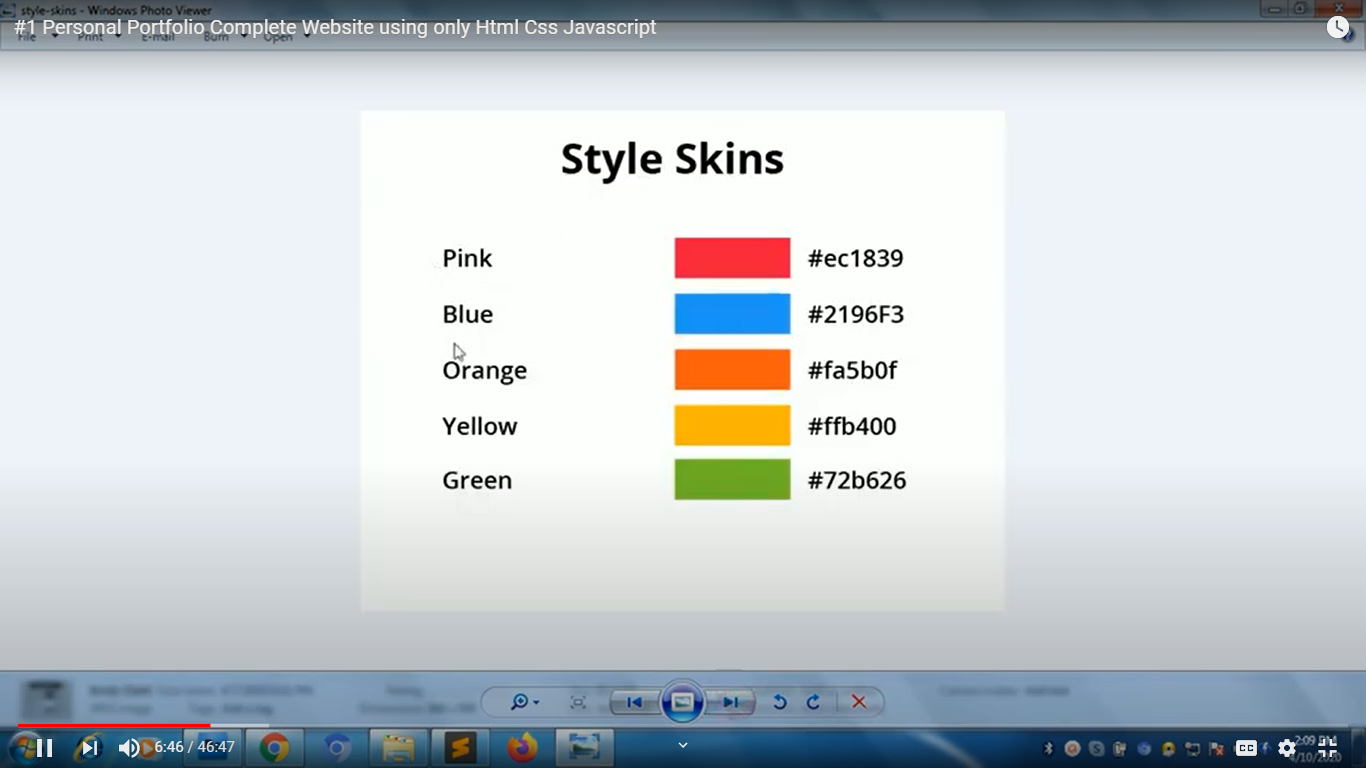 style-skins - Windows Photo Viewer
#1 Personal Portfolio Complete Website using only Html Css Javascript
File Print E-mail Burn Open
Style Skins
Pink #ec1839
Blue #2196F3
Orange #fa5b0f
Yellow #ffb400
Green #72b626
6:46 / 46:47
CC
2:09 PM
4/10/2020